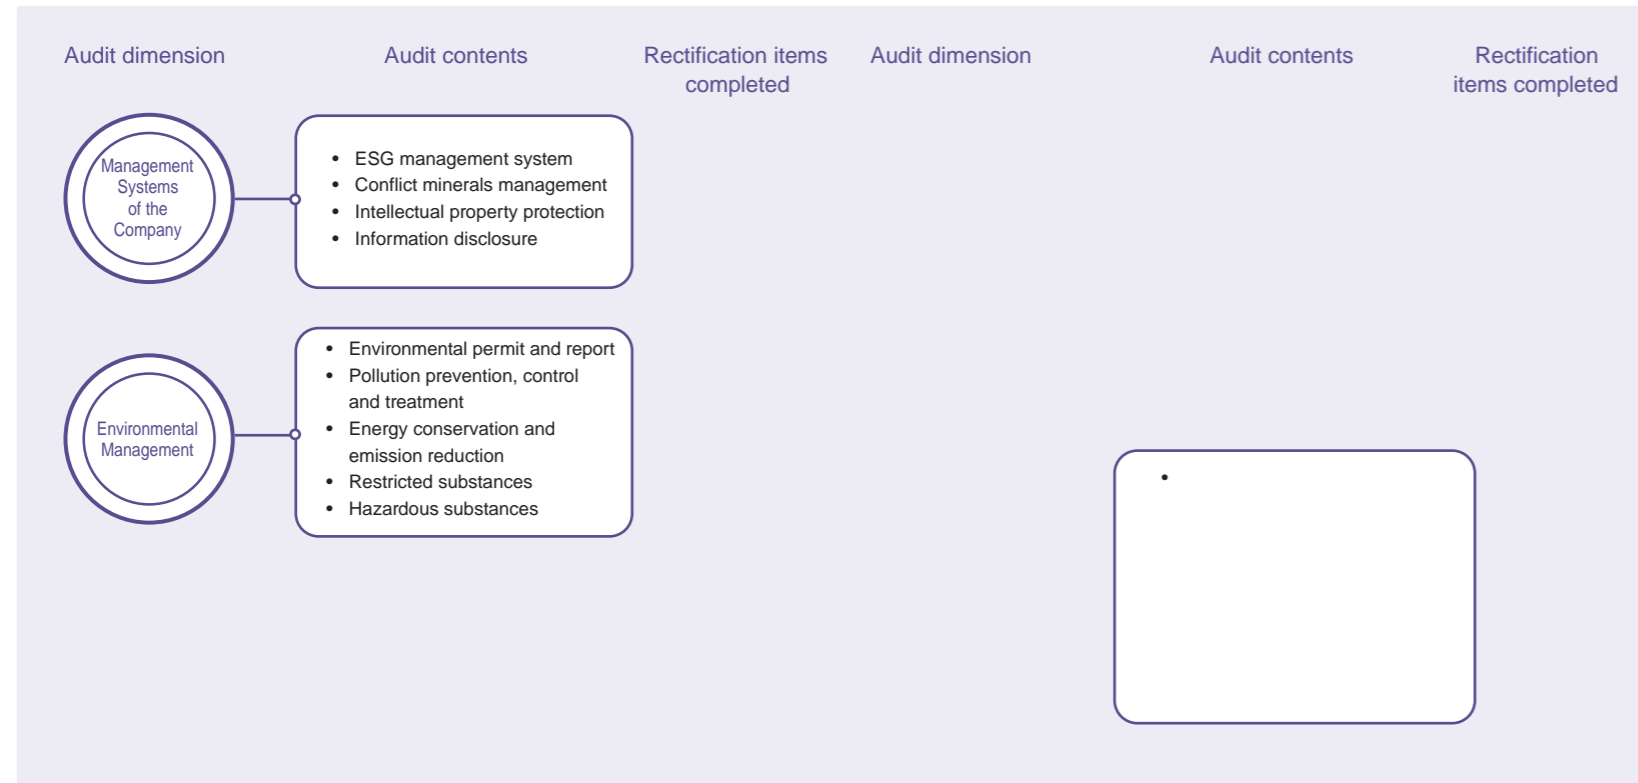 Audit dimension
Audit contents
Rectification items
completed
Audit dimension
Audit contents
Rectification
items completed
Management
Systems
of the
Company
• ESG management system
• Conflict minerals management
• Intellectual property protection
• Information disclosure
Environmental
Management
• Environmental permit and report
• Pollution prevention, control
and treatment
• Energy conservation and
emission reduction
• Restricted substances
• Hazardous substances
•